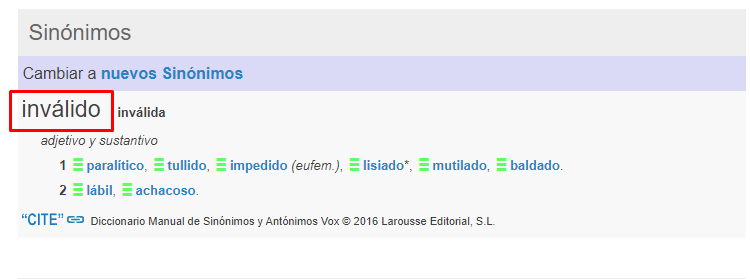 Sinónimos
Cambiar a nuevos Sinónimos
inválido inválida
adjetivo y sustantivo
1 paralítico, tullido, impedido (eufem.), lisiado*, mutilado, baldado.
2 lábil, achacoso.
“CITE” Diccionario Manual de Sinónimos y Antónimos Vox © 2016 Larousse Editorial, S.L.